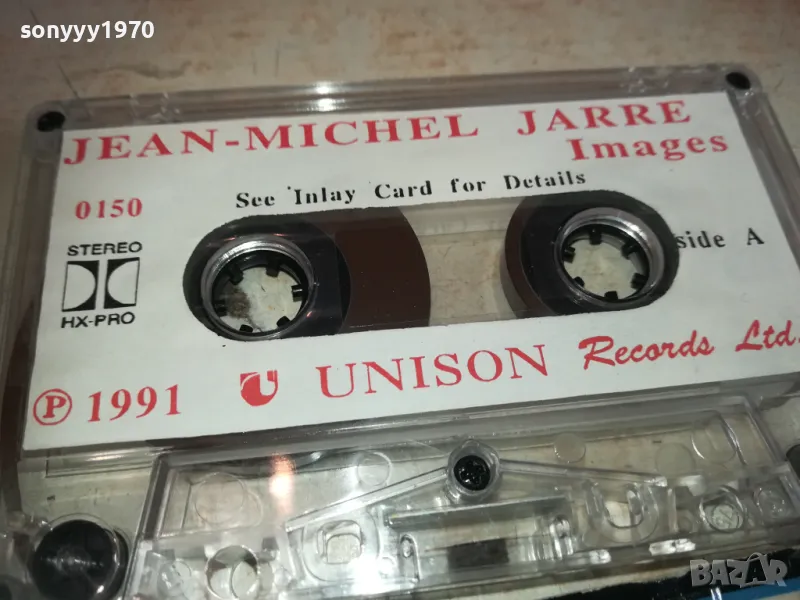 sonyyy1970
JEAN-MICHEL JARRE
Images
0150
See Inlay Card for Details
STEREO
HX-PRO
side A
Ⓟ 1991 UNISON Records Ltd.
BAZAR